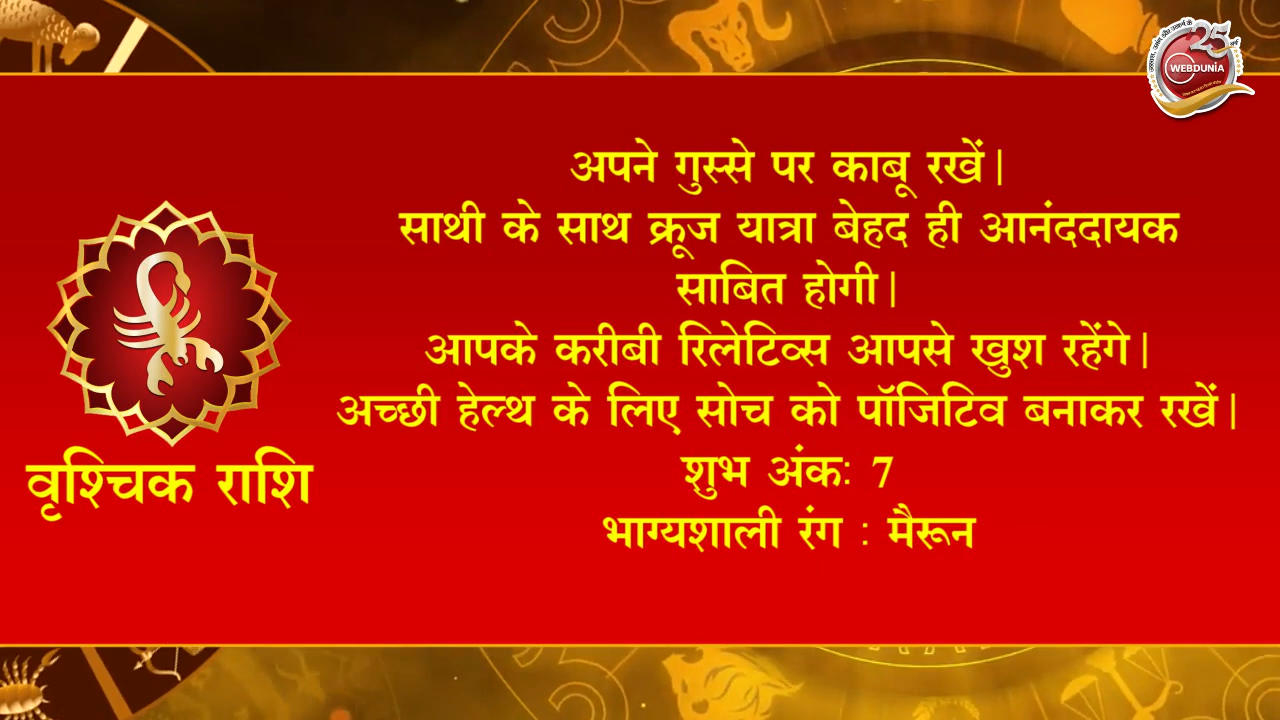 25
WEBDUNIA
अपने गुस्से पर काबू रखें।
साथी के साथ क्रूज यात्रा बेहद ही आनंददायक
साबित होगी।
आपके करीबी रिलेटिव्स आपसे खुश रहेंगे।
अच्छी हेल्थ के लिए सोच को पॉजिटिव बनाकर रखें।
शुभ अंक: 7
भाग्यशाली रंग : मैरून
वृश्चिक राशि